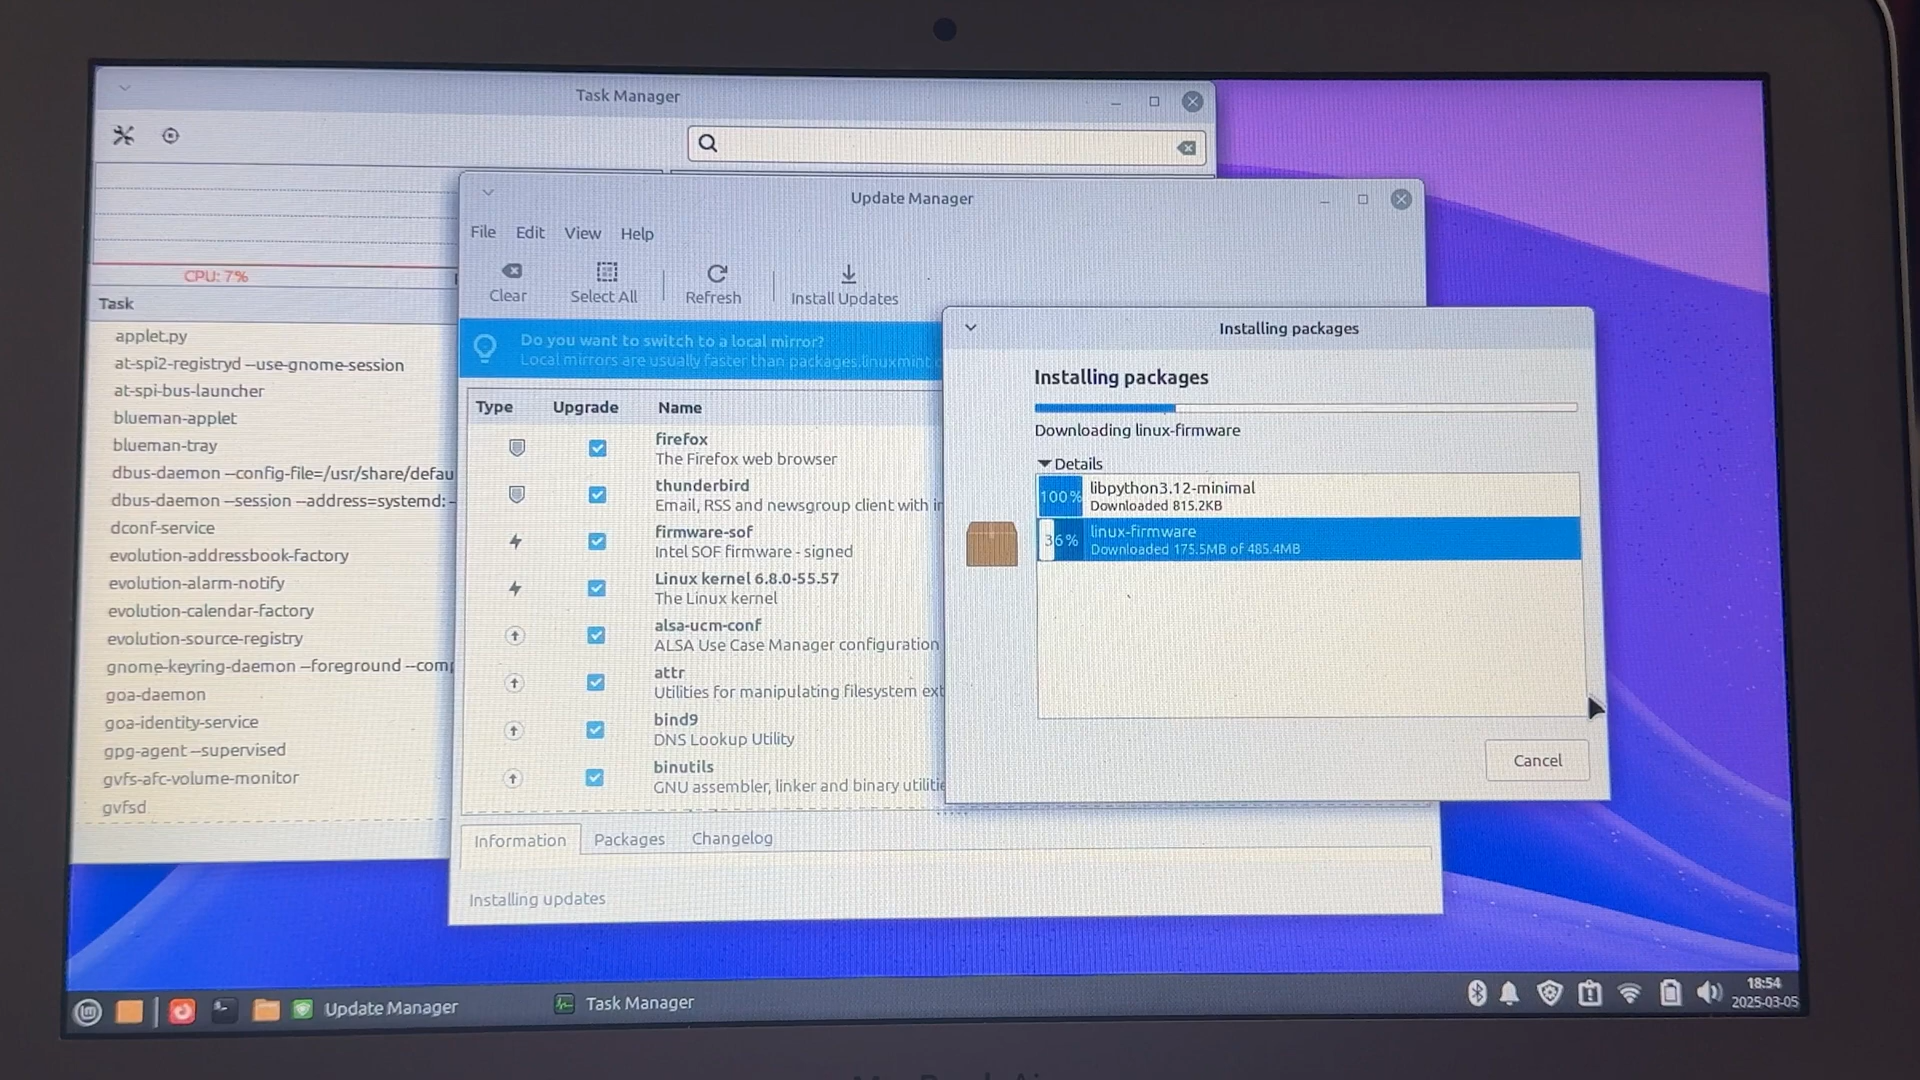 Task Manager
CPU: 7%
Task
applet.py
at-spi2-registryd --use-gnome-session
at-spi-bus-launcher
blueman-applet
blueman-tray
dbus-daemon --config-file=/usr/share/defau
dbus-daemon --session --address=systemd: -
dconf-service
evolution-addressbook-factory
evolution-alarm-notify
evolution-calendar-factory
evolution-source-registry
gnome-keyring-daemon --foreground --comp
goa-daemon
goa-identity-service
gpg-agent --supervised
gvfs-afc-volume-monitor
gvfsd
Update Manager
File Edit View Help
Clear Select All Refresh Install Updates
Do you want to switch to a local mirror?
Local mirrors are usually faster than packages.linuxmint.c
Type Upgrade Name
firefox
The Firefox web browser
thunderbird
Email, RSS and newsgroup client with in
firmware-sof
Intel SOF firmware - signed
Linux kernel 6.8.0-55.57
The Linux kernel
alsa-ucm-conf
ALSA Use Case Manager configuration
attr
Utilities for manipulating filesystem ext
bind9
DNS Lookup Utility
binutils
GNU assembler, linker and binary utilitie
Information Packages Changelog
Installing updates
Installing packages
Installing packages
Downloading linux-firmware
Details
100% libpython3.12-minimal
Downloaded 815.2KB
36% linux-firmware
Downloaded 175.5MB of 485.4MB
Cancel
Update Manager Task Manager
18:54
2025-03-05